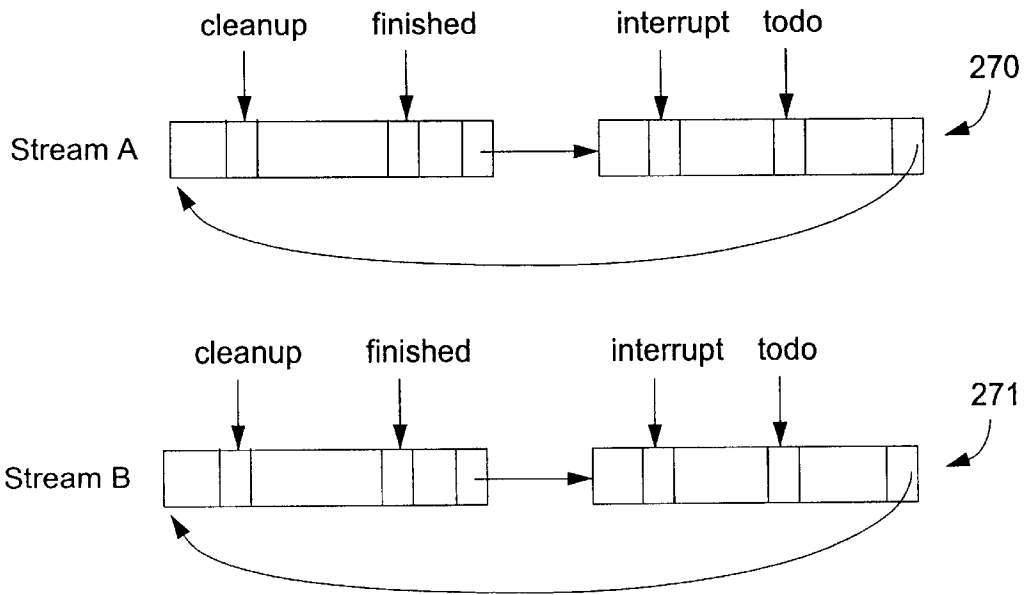 cleanup finished interrupt todo
270
Stream A
cleanup finished interrupt todo
271
Stream B